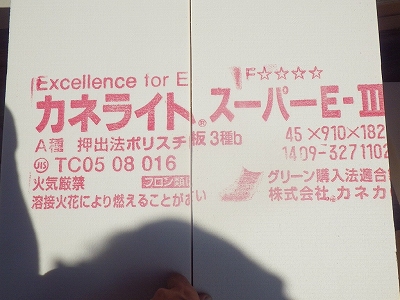 Excellence for E F☆☆☆☆
カネライト® スーパーE-Ⅲ
A種 押出法ポリスチ 板 3種b 45×910×182
JIS TC05 08 016 1409-3271102
火気厳禁 フロン グリーン購入法適合
溶接火花により燃えることがあ い 株式会社 カネカ